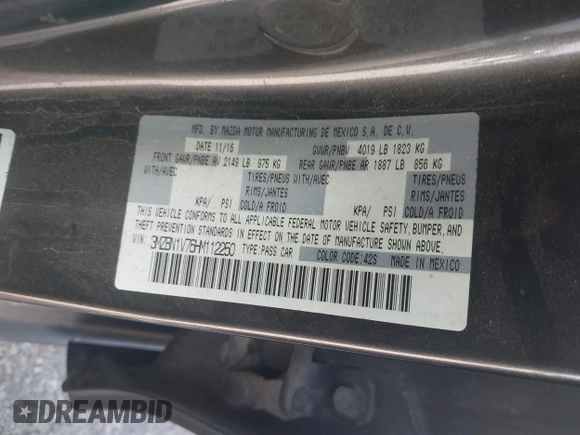 MFD. BY MAZDA MOTOR MANUFACTURING DE MEXICO S.A. DE C.V.
DATE 11/16 GVWR/PNBV 4019 LB 1823 KG
FRONT GAWR/PNBE AV 2149 LB 975 KG REAR GAWR/PNBE AR 1887 LB 856 KG
WITH/AVEC TIRES/PNEUS WITH/AVEC TIRES/PNEUS
RIMS/JANTES RIMS/JANTES
KPA/ PSI COLD/A FROID KPA/ PSI COLD/A FROID
THIS VEHICLE CONFORMS TO ALL APPLICABLE FEDERAL MOTOR VEHICLE SAFETY, BUMPER, AND
THEFT PREVENTION STANDARDS IN EFFECT ON THE DATE OF MANUFACTURE SHOWN ABOVE.
VIN: 3MZBN1V76HM112250 TYPE: PASS CAR COLOR CODE: 42S
DREAMBID